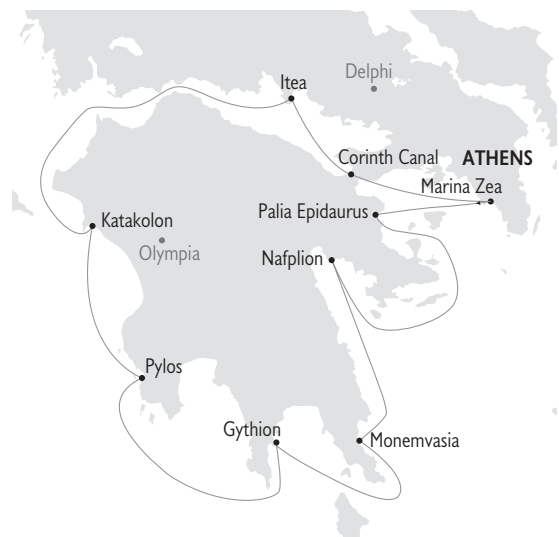 Delphi
Itea
Corinth Canal
ATHENS
Marina Zea
Palia Epidaurus
Katakolon
Olympia
Nafplion
Pylos
Gythion
Monemvasia